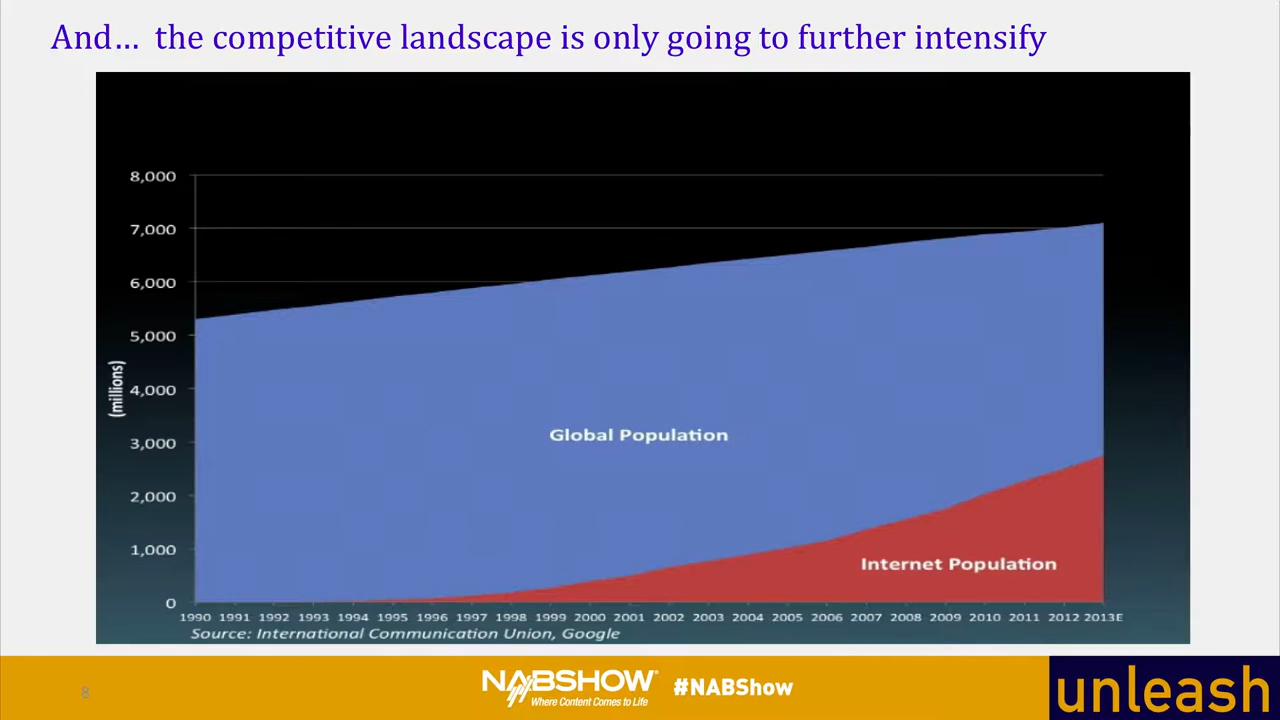 And… the competitive landscape is only going to further intensify
8,000
7,000
6,000
5,000
4,000
3,000
2,000
1,000
0
(millions)
Global Population
Internet Population
1990 1991 1992 1993 1994 1995 1996 1997 1998 1999 2000 2001 2002 2003 2004 2005 2006 2007 2008 2009 2010 2011 2012 2013E
Source: International Communication Union, Google
8
NABSHOW®
Where Content Comes to Life
#NABShow
unleash